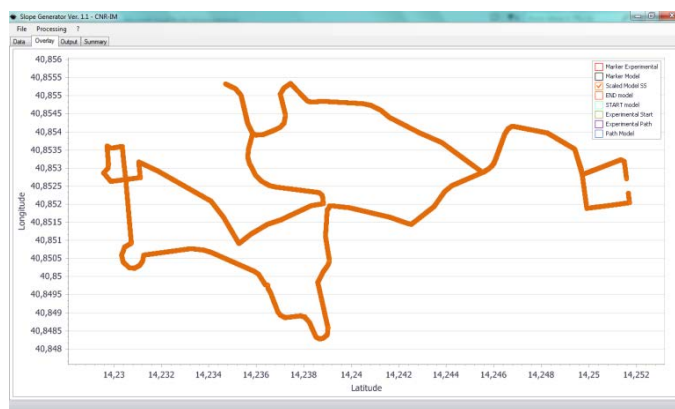 Slope Generator Ver. 1.1 - CNR-IM
File Processing ?
Data Overlay Output Summary
40,856
40,8555
40,855
40,8545
40,854
40,8535
40,853
40,8525
40,852
40,8515
40,851
40,8505
40,85
40,8495
40,849
40,8485
40,848
Longitude
Marker Experimental
Marker Model
Scaled Model SS
END model
START model
Experimental Start
Experimental Path
Path Model
14,23 14,232 14,234 14,236 14,238 14,24 14,242 14,244 14,246 14,248 14,25 14,252
Latitude